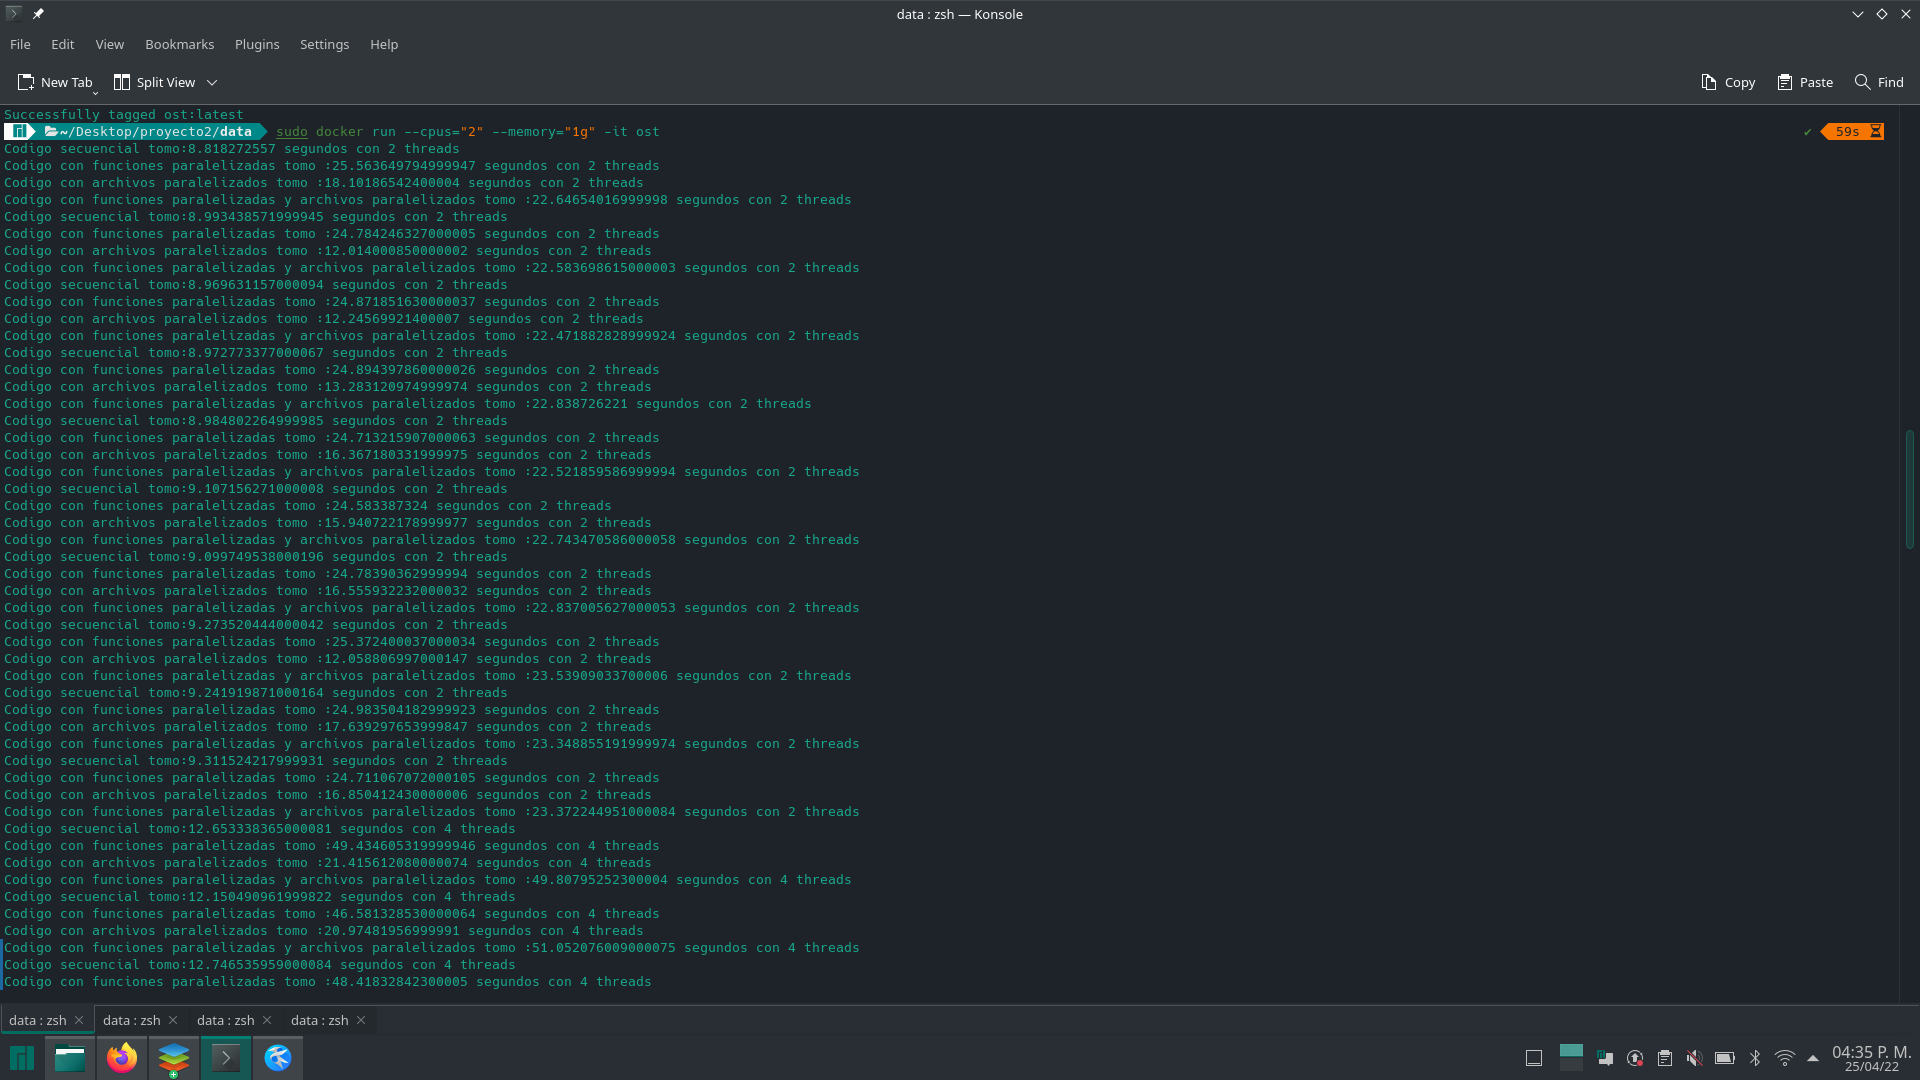 data : zsh — Konsole
File Edit View Bookmarks Plugins Settings Help
New Tab Split View Copy Paste Find
Successfully tagged ost:latest
~/Desktop/proyecto2/data sudo docker run --cpus="2" --memory="1g" -it ost ✔ 59s
Codigo secuencial tomo:8.818272557 segundos con 2 threads
Codigo con funciones paralelizadas tomo :25.563649794999947 segundos con 2 threads
Codigo con archivos paralelizados tomo :18.10186542400004 segundos con 2 threads
Codigo con funciones paralelizadas y archivos paralelizados tomo :22.64654016999998 segundos con 2 threads
Codigo secuencial tomo:8.993438571999945 segundos con 2 threads
Codigo con funciones paralelizadas tomo :24.784246327000005 segundos con 2 threads
Codigo con archivos paralelizados tomo :12.014000850000002 segundos con 2 threads
Codigo con funciones paralelizadas y archivos paralelizados tomo :22.583698615000003 segundos con 2 threads
Codigo secuencial tomo:8.969631157000094 segundos con 2 threads
Codigo con funciones paralelizadas tomo :24.871851630000037 segundos con 2 threads
Codigo con archivos paralelizados tomo :12.24569921400007 segundos con 2 threads
Codigo con funciones paralelizadas y archivos paralelizados tomo :22.471882828999924 segundos con 2 threads
Codigo secuencial tomo:8.972773377000067 segundos con 2 threads
Codigo con funciones paralelizadas tomo :24.894397860000026 segundos con 2 threads
Codigo con archivos paralelizados tomo :13.283120974999974 segundos con 2 threads
Codigo con funciones paralelizadas y archivos paralelizados tomo :22.838726221 segundos con 2 threads
Codigo secuencial tomo:8.984802264999985 segundos con 2 threads
Codigo con funciones paralelizadas tomo :24.713215907000063 segundos con 2 threads
Codigo con archivos paralelizados tomo :16.367180331999975 segundos con 2 threads
Codigo con funciones paralelizadas y archivos paralelizados tomo :22.521859586999994 segundos con 2 threads
Codigo secuencial tomo:9.107156271000008 segundos con 2 threads
Codigo con funciones paralelizadas tomo :24.583387324 segundos con 2 threads
Codigo con archivos paralelizados tomo :15.940722178999977 segundos con 2 threads
Codigo con funciones paralelizadas y archivos paralelizados tomo :22.743470586000058 segundos con 2 threads
Codigo secuencial tomo:9.099749538000196 segundos con 2 threads
Codigo con funciones paralelizadas tomo :24.78390362999994 segundos con 2 threads
Codigo con archivos paralelizados tomo :16.555932232000032 segundos con 2 threads
Codigo con funciones paralelizadas y archivos paralelizados tomo :22.837005627000053 segundos con 2 threads
Codigo secuencial tomo:9.273520444000042 segundos con 2 threads
Codigo con funciones paralelizadas tomo :25.372400037000034 segundos con 2 threads
Codigo con archivos paralelizados tomo :12.058806997000147 segundos con 2 threads
Codigo con funciones paralelizadas y archivos paralelizados tomo :23.53909033700006 segundos con 2 threads
Codigo secuencial tomo:9.241919871000164 segundos con 2 threads
Codigo con funciones paralelizadas tomo :24.983504182999923 segundos con 2 threads
Codigo con archivos paralelizados tomo :17.639297653999847 segundos con 2 threads
Codigo con funciones paralelizadas y archivos paralelizados tomo :23.348855191999974 segundos con 2 threads
Codigo secuencial tomo:9.311524217999931 segundos con 2 threads
Codigo con funciones paralelizadas tomo :24.711067072000105 segundos con 2 threads
Codigo con archivos paralelizados tomo :16.850412430000006 segundos con 2 threads
Codigo con funciones paralelizadas y archivos paralelizados tomo :23.372244951000084 segundos con 2 threads
Codigo secuencial tomo:12.653338365000081 segundos con 4 threads
Codigo con funciones paralelizadas tomo :49.434605319999946 segundos con 4 threads
Codigo con archivos paralelizados tomo :21.415612080000074 segundos con 4 threads
Codigo con funciones paralelizadas y archivos paralelizados tomo :49.80795252300004 segundos con 4 threads
Codigo secuencial tomo:12.150490961999822 segundos con 4 threads
Codigo con funciones paralelizadas tomo :46.581328530000064 segundos con 4 threads
Codigo con archivos paralelizados tomo :20.97481956999991 segundos con 4 threads
Codigo con funciones paralelizadas y archivos paralelizados tomo :51.052076009000075 segundos con 4 threads
Codigo secuencial tomo:12.746535959000084 segundos con 4 threads
Codigo con funciones paralelizadas tomo :48.41832842300005 segundos con 4 threads
data : zsh data : zsh data : zsh data : zsh
04:35 P. M.
25/04/22